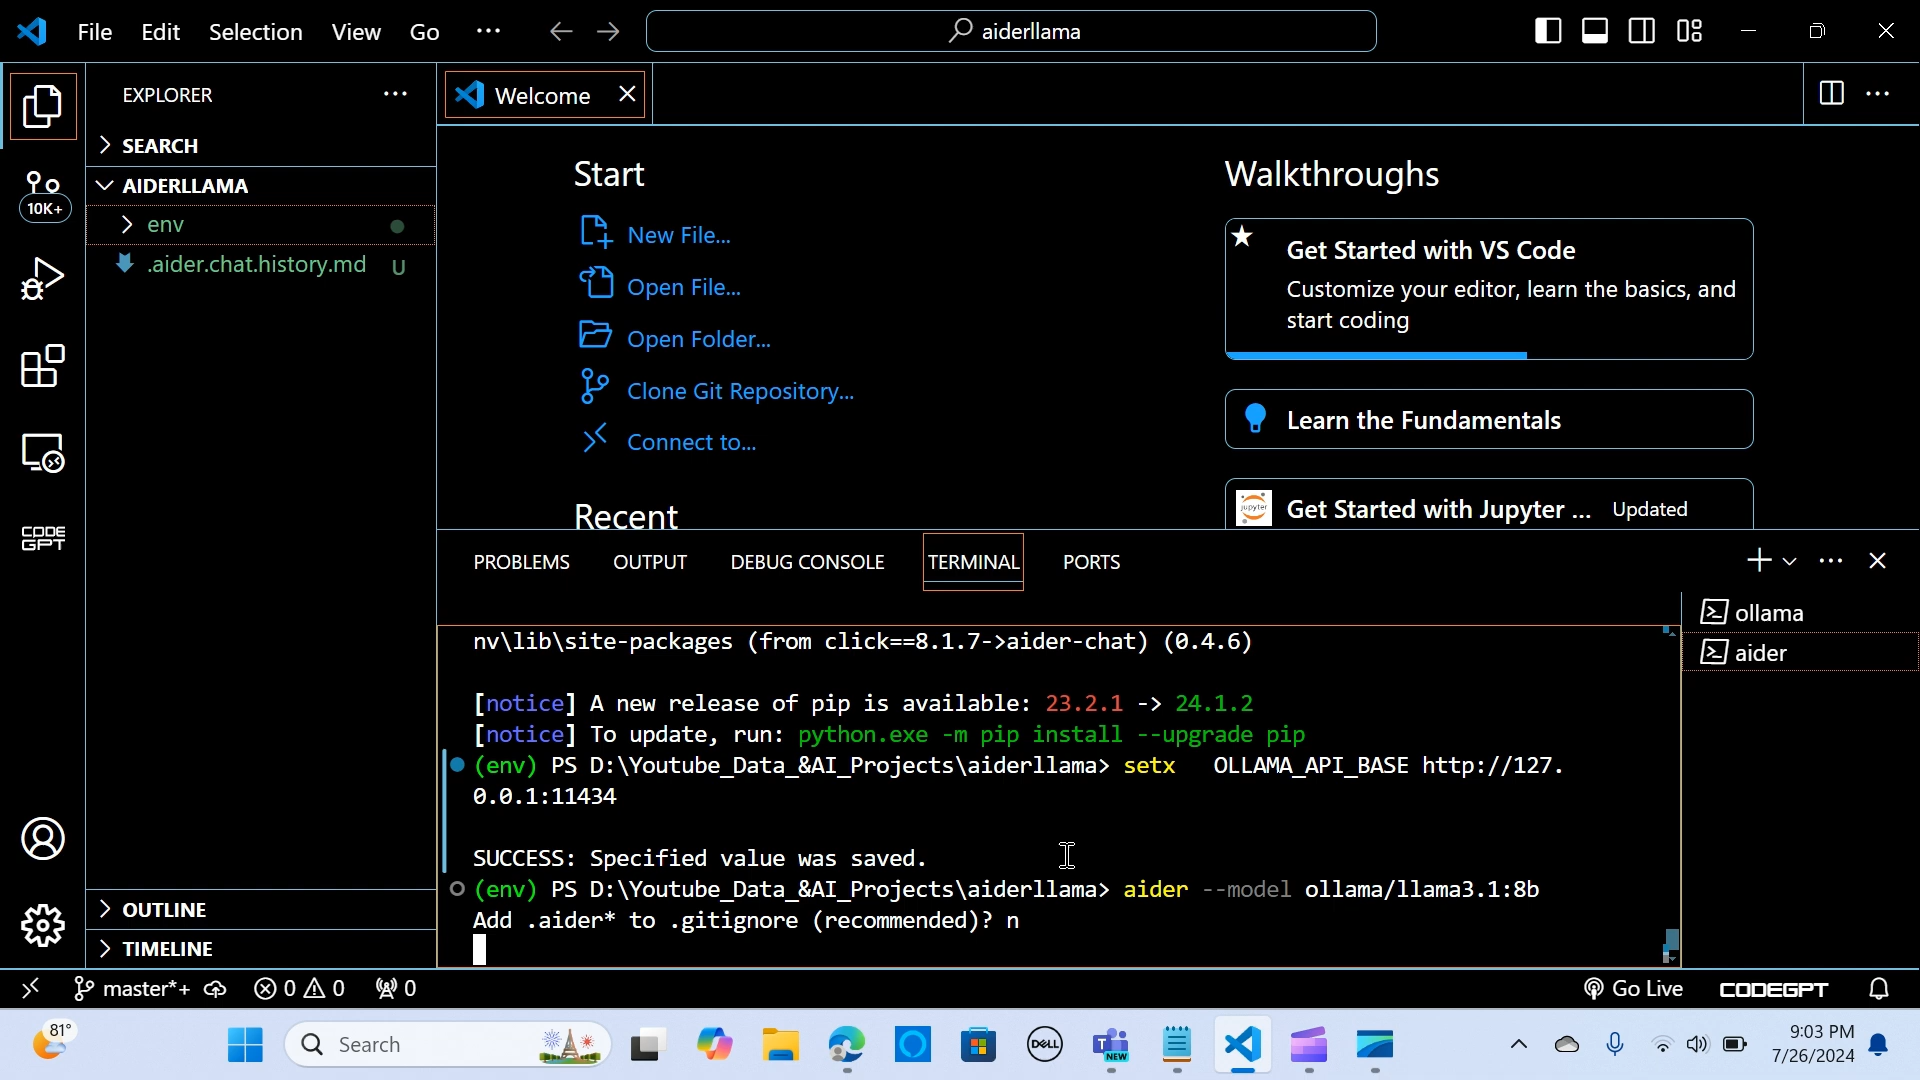 File Edit Selection View Go ... aiderllama
EXPLORER ...
SEARCH
AIDERLLAMA
env
.aider.chat.history.md U
10K+
CODE
GPT
OUTLINE
TIMELINE
Welcome
Start
New File...
Open File...
Open Folder...
Clone Git Repository...
Connect to...
Recent
Walkthroughs
Get Started with VS Code
Customize your editor, learn the basics, and
start coding
Learn the Fundamentals
jupyter
Get Started with Jupyter ... Updated
PROBLEMS OUTPUT DEBUG CONSOLE TERMINAL PORTS
nv\lib\site-packages (from click==8.1.7->aider-chat) (0.4.6)
[notice] A new release of pip is available: 23.2.1 -> 24.1.2
[notice] To update, run: python.exe -m pip install --upgrade pip
(env) PS D:\Youtube_Data_&AI_Projects\aiderllama> setx OLLAMA_API_BASE http://127.
0.0.1:11434
SUCCESS: Specified value was saved.
(env) PS D:\Youtube_Data_&AI_Projects\aiderllama> aider --model ollama/llama3.1:8b
Add .aider* to .gitignore (recommended)? n
ollama
aider
master*+ 0 0 0 Go Live CODEGPT
81°
Search
DELL
T
NEW
9:03 PM
7/26/2024